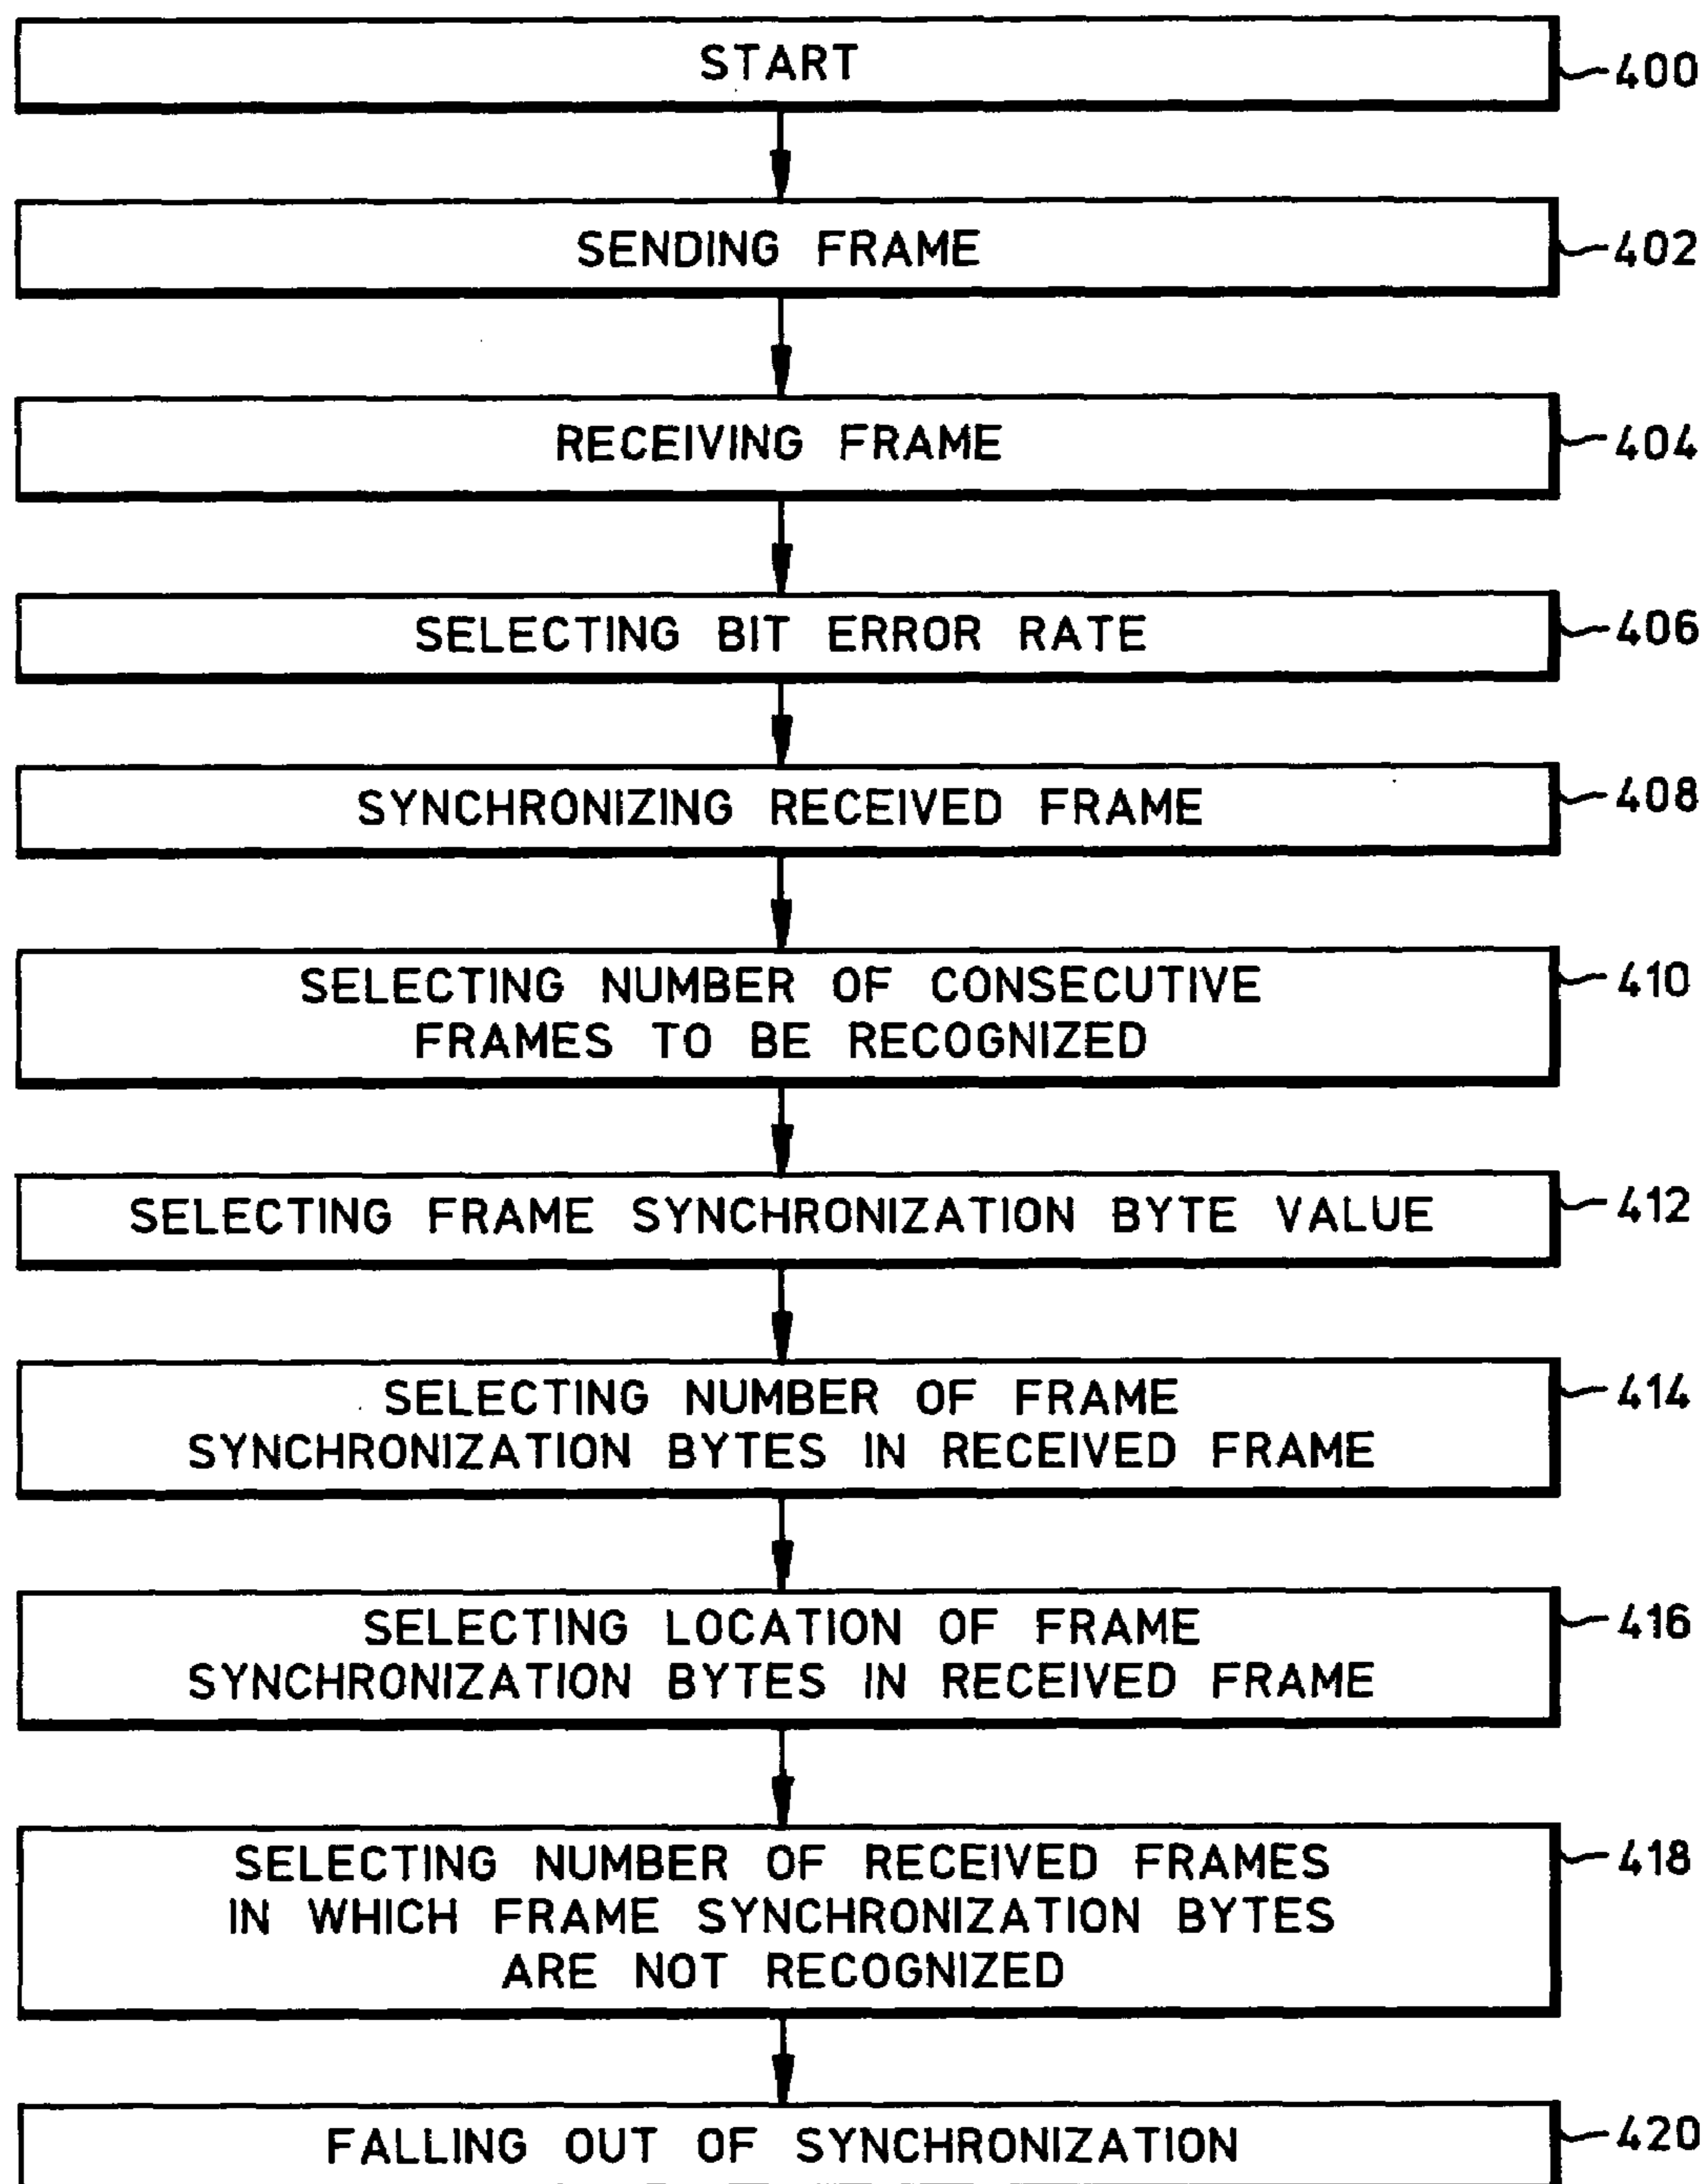 START
400
SENDING FRAME
402
RECEIVING FRAME
404
SELECTING BIT ERROR RATE
406
SYNCHRONIZING RECEIVED FRAME
408
SELECTING NUMBER OF CONSECUTIVE
FRAMES TO BE RECOGNIZED
410
SELECTING FRAME SYNCHRONIZATION BYTE VALUE
412
SELECTING NUMBER OF FRAME
SYNCHRONIZATION BYTES IN RECEIVED FRAME
414
SELECTING LOCATION OF FRAME
SYNCHRONIZATION BYTES IN RECEIVED FRAME
416
SELECTING NUMBER OF RECEIVED FRAMES
IN WHICH FRAME SYNCHRONIZATION BYTES
ARE NOT RECOGNIZED
418
FALLING OUT OF SYNCHRONIZATION
420